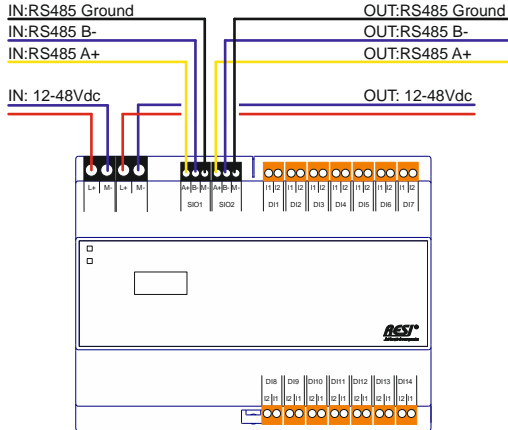 IN:RS485 Ground OUT:RS485 Ground
IN:RS485 B- OUT:RS485 B-
IN:RS485 A+ OUT:RS485 A+
IN: 12-48Vdc OUT: 12-48Vdc
L+ M- L+ M- A+ B- M- A+ B- M- I1 I2 I1 I2 I1 I2 I1 I2 I1 I2 I1 I2 I1 I2
SIO1 SIO2 DI1 DI2 DI3 DI4 DI5 DI6 DI7
RESI
DI8 DI9 DI10 DI11 DI12 DI13 DI14
I2 I1 I2 I1 I2 I1 I2 I1 I2 I1 I2 I1 I2 I1